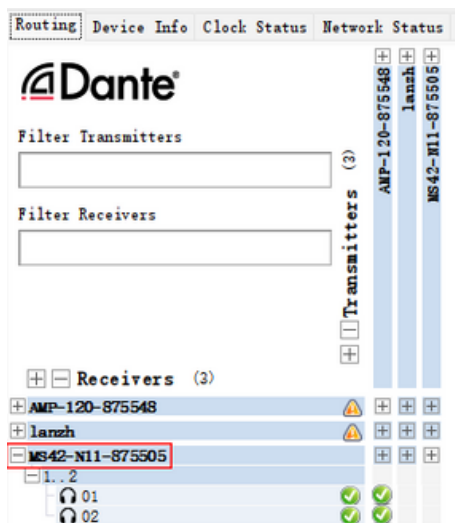 Routing Device Info Clock Status Network Status
Dante®
Filter Transmitters
Filter Receivers
Transmitters (3)
AMP-120-875548
lanzh
MS42-N11-875505
Receivers (3)
AMP-120-875548
lanzh
MS42-N11-875505
1..2
01
02